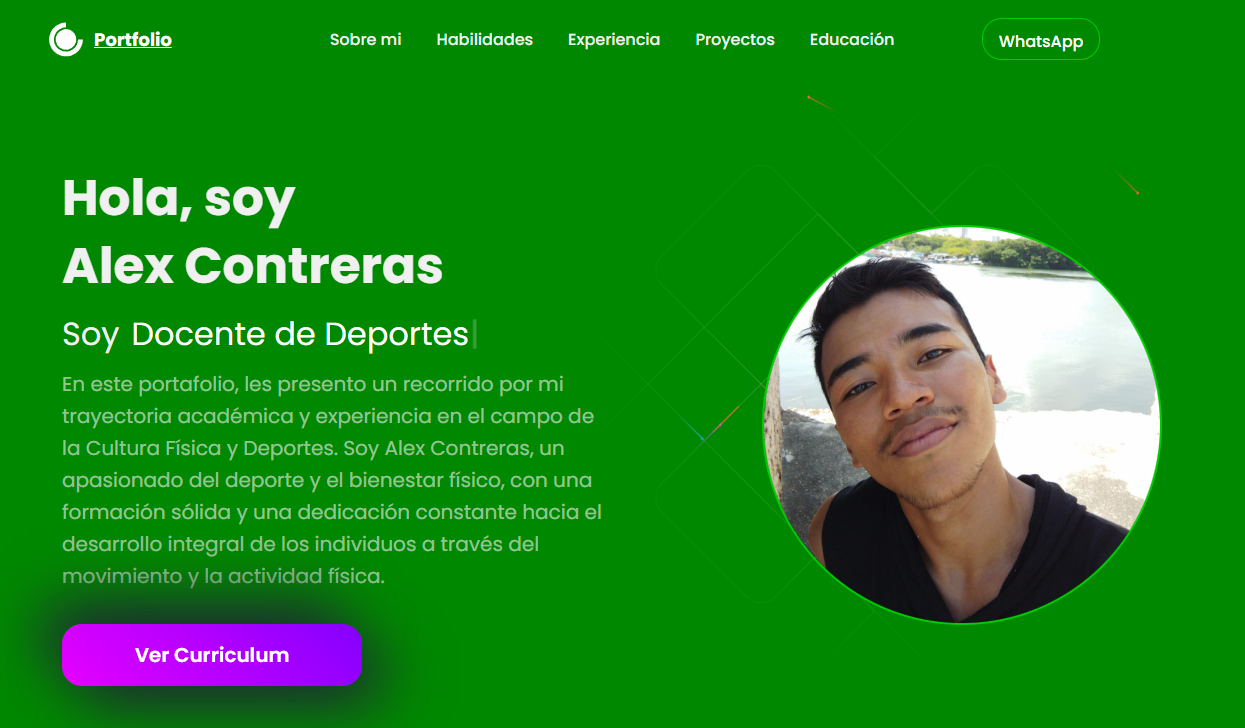 Portfolio
Sobre mi
Habilidades
Experiencia
Proyectos
Educación
WhatsApp
Hola, soy
Alex Contreras
Soy Docente de Deportes
En este portafolio, les presento un recorrido por mi
trayectoria académica y experiencia en el campo de
la Cultura Física y Deportes. Soy Alex Contreras, un
apasionado del deporte y el bienestar físico, con una
formación sólida y una dedicación constante hacia el
desarrollo integral de los individuos a través del
movimiento y la actividad física.
Ver Curriculum